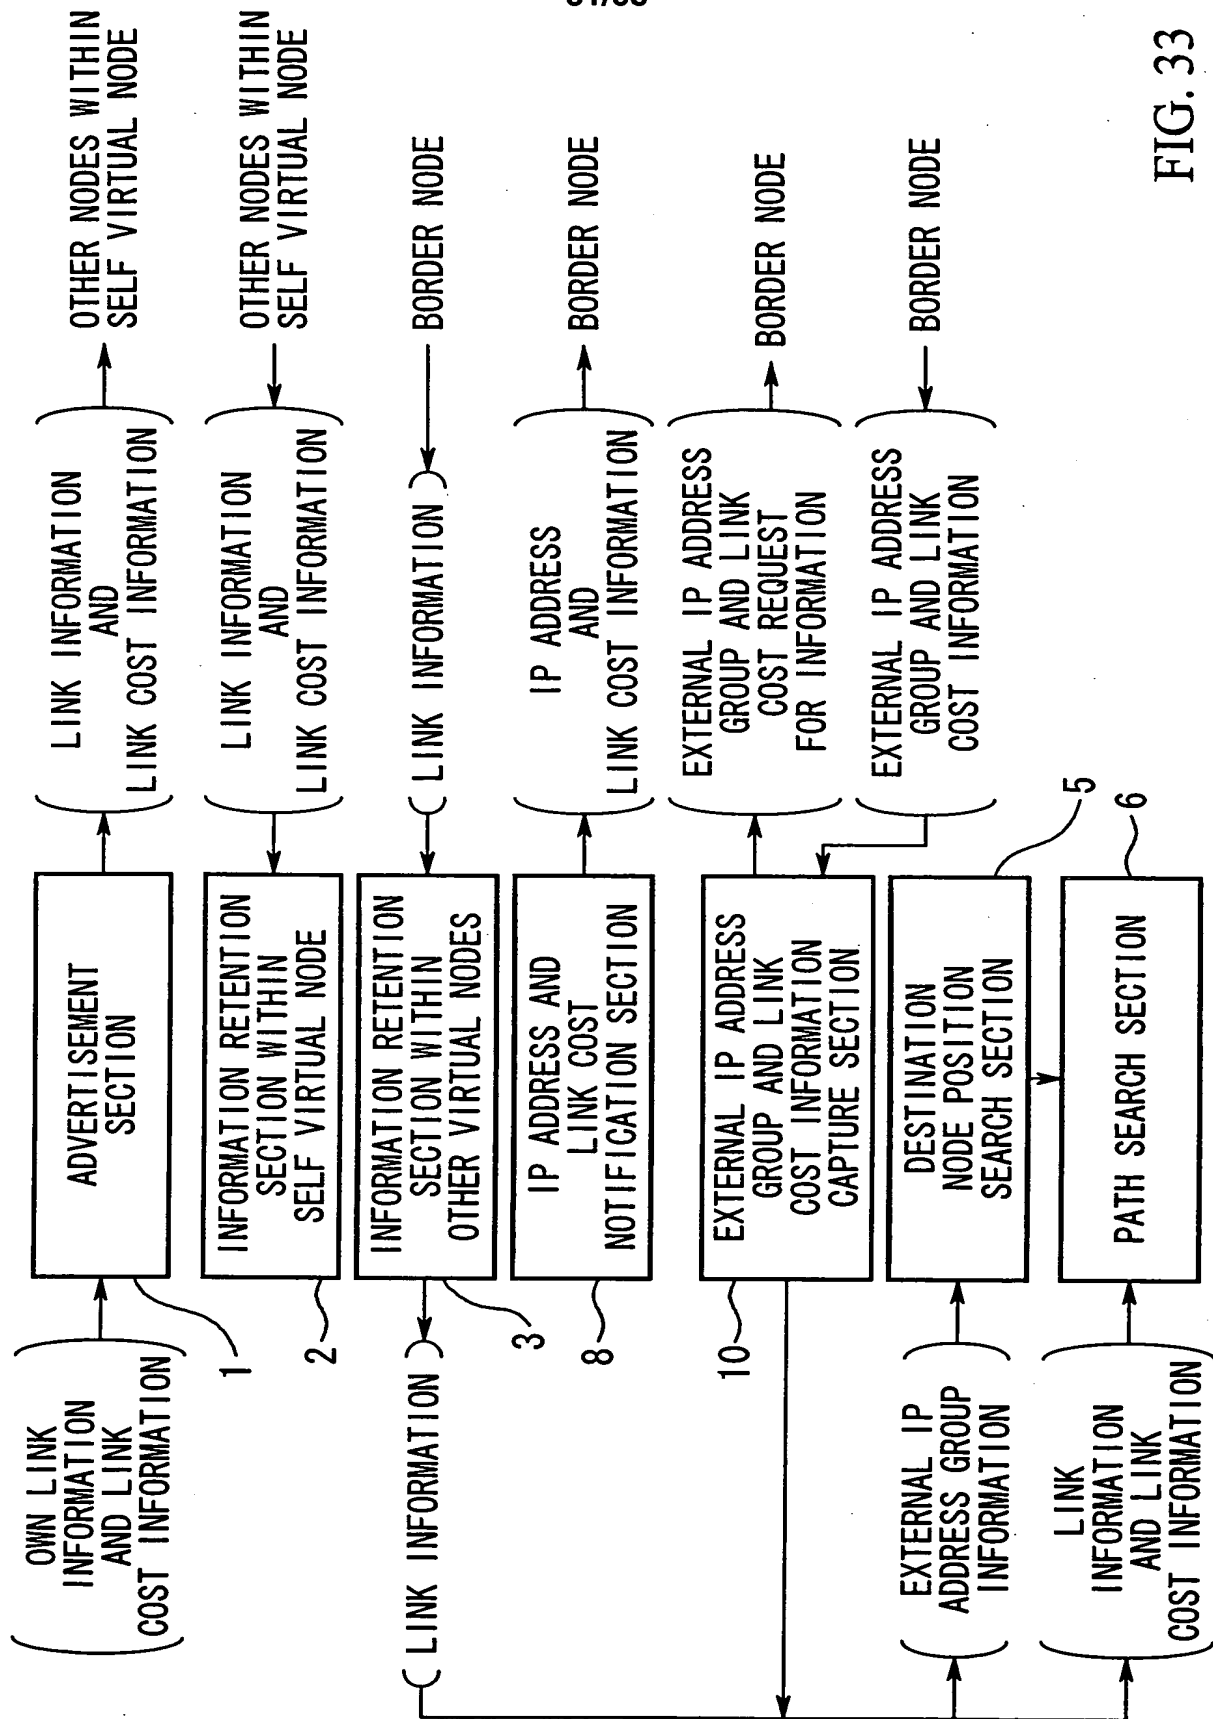 OWN LINK
INFORMATION
AND LINK
COST INFORMATION
ADVERTISEMENT
SECTION
1
LINK INFORMATION
AND
LINK COST INFORMATION
OTHER NODES WITHIN
SELF VIRTUAL NODE
INFORMATION RETENTION
SECTION WITHIN
SELF VIRTUAL NODE
2
LINK INFORMATION
AND
LINK COST INFORMATION
OTHER NODES WITHIN
SELF VIRTUAL NODE
LINK INFORMATION
INFORMATION RETENTION
SECTION WITHIN
OTHER VIRTUAL NODES
3
LINK INFORMATION
BORDER NODE
IP ADDRESS AND
LINK COST
NOTIFICATION SECTION
8
IP ADDRESS
AND
LINK COST INFORMATION
BORDER NODE
EXTERNAL IP ADDRESS
GROUP AND LINK
COST INFORMATION
CAPTURE SECTION
10
EXTERNAL IP ADDRESS
GROUP AND LINK
COST REQUEST
FOR INFORMATION
BORDER NODE
EXTERNAL IP ADDRESS
GROUP AND LINK
COST INFORMATION
BORDER NODE
EXTERNAL IP
ADDRESS GROUP
INFORMATION
DESTINATION
NODE POSITION
SEARCH SECTION
5
LINK
INFORMATION
AND LINK
COST INFORMATION
PATH SEARCH SECTION
6
FIG. 33